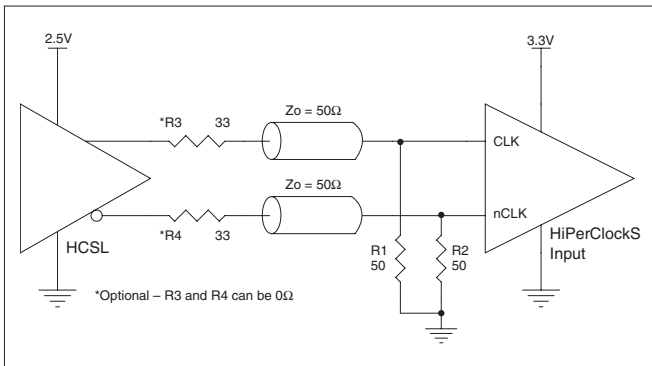 2.5V
3.3V
*R3 33
Zo = 50Ω
CLK
Zo = 50Ω
nCLK
HCSL
*R4 33
R1
50
R2
50
HiPerClockS
Input
*Optional – R3 and R4 can be 0Ω